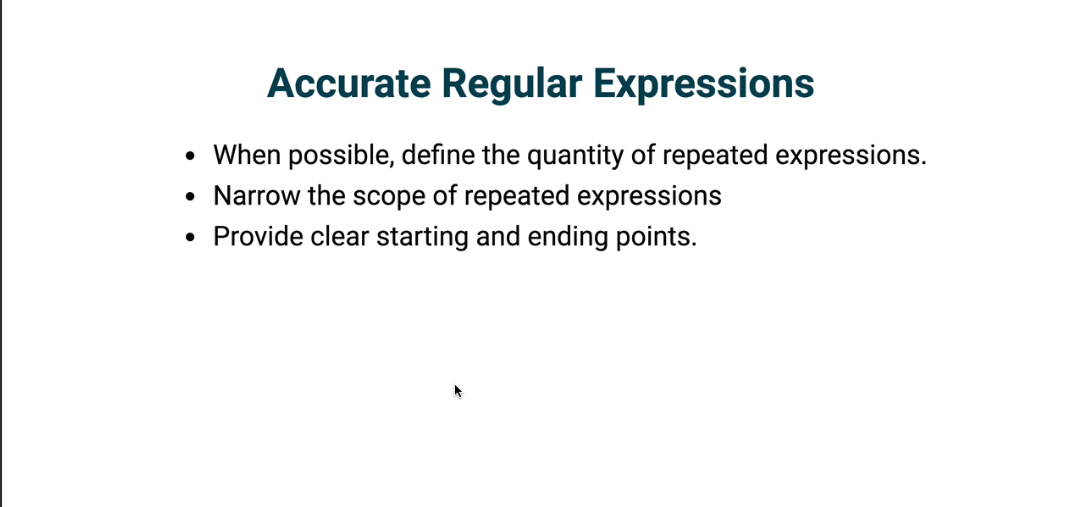 Accurate Regular Expressions
• When possible, define the quantity of repeated expressions.
• Narrow the scope of repeated expressions
• Provide clear starting and ending points.